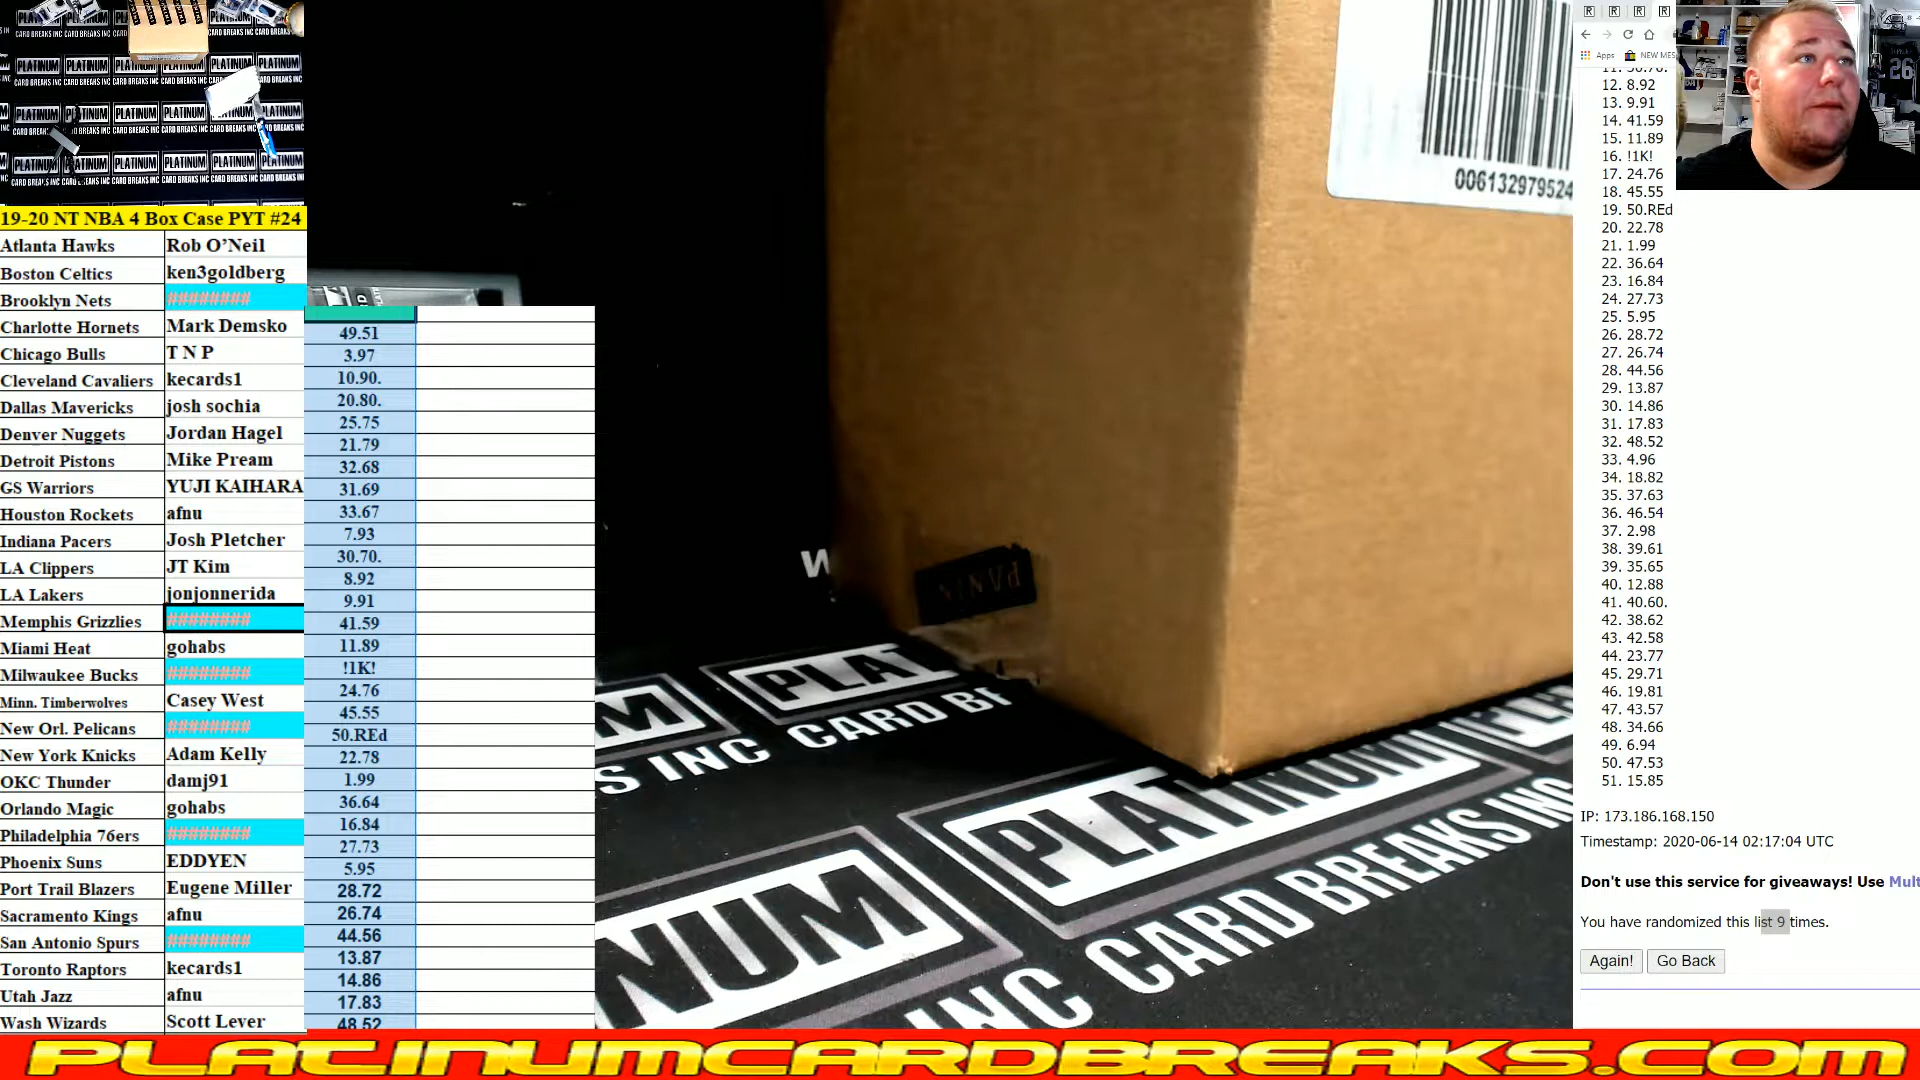 19-20 NT NBA 4 Box Case PYT #24
Atlanta Hawks Rob O'Neil
Boston Celtics ken3goldberg
Brooklyn Nets ########
Charlotte Hornets Mark Demsko
Chicago Bulls T N P
Cleveland Cavaliers kecards1
Dallas Mavericks josh sochia
Denver Nuggets Jordan Hagel
Detroit Pistons Mike Pream
GS Warriors YUJI KAIHARA
Houston Rockets afnu
Indiana Pacers Josh Pletcher
LA Clippers JT Kim
LA Lakers jonjonnerida
Memphis Grizzlies ########
Miami Heat gohabs
Milwaukee Bucks ########
Minn. Timberwolves Casey West
New Orl. Pelicans ########
New York Knicks Adam Kelly
OKC Thunder damj91
Orlando Magic gohabs
Philadelphia 76ers ########
Phoenix Suns EDDYEN
Port Trail Blazers Eugene Miller
Sacramento Kings afnu
San Antonio Spurs ########
Toronto Raptors kecards1
Utah Jazz afnu
Wash Wizards Scott Lever
49.51
3.97
10.90.
20.80.
25.75
21.79
32.68
31.69
33.67
7.93
30.70.
8.92
9.91
41.59
11.89
!1K!
24.76
45.55
50.REd
22.78
1.99
36.64
16.84
27.73
5.95
28.72
26.74
44.56
13.87
14.86
17.83
48.52
006132979524
PANINI
PLAT
CARD BR
S INC
PLATINUM
CARD BREAKS INC
NUM
INC
Apps NEW MES
12. 8.92
13. 9.91
14. 41.59
15. 11.89
16. !1K!
17. 24.76
18. 45.55
19. 50.REd
20. 22.78
21. 1.99
22. 36.64
23. 16.84
24. 27.73
25. 5.95
26. 28.72
27. 26.74
28. 44.56
29. 13.87
30. 14.86
31. 17.83
32. 48.52
33. 4.96
34. 18.82
35. 37.63
36. 46.54
37. 2.98
38. 39.61
39. 35.65
40. 12.88
41. 40.60.
42. 38.62
43. 42.58
44. 23.77
45. 29.71
46. 19.81
47. 43.57
48. 34.66
49. 6.94
50. 47.53
51. 15.85
IP: 173.186.168.150
Timestamp: 2020-06-14 02:17:04 UTC
Don't use this service for giveaways! Use Mult
You have randomized this list 9 times.
Again! Go Back
26
PLATINUMCARDBREAKS.COM